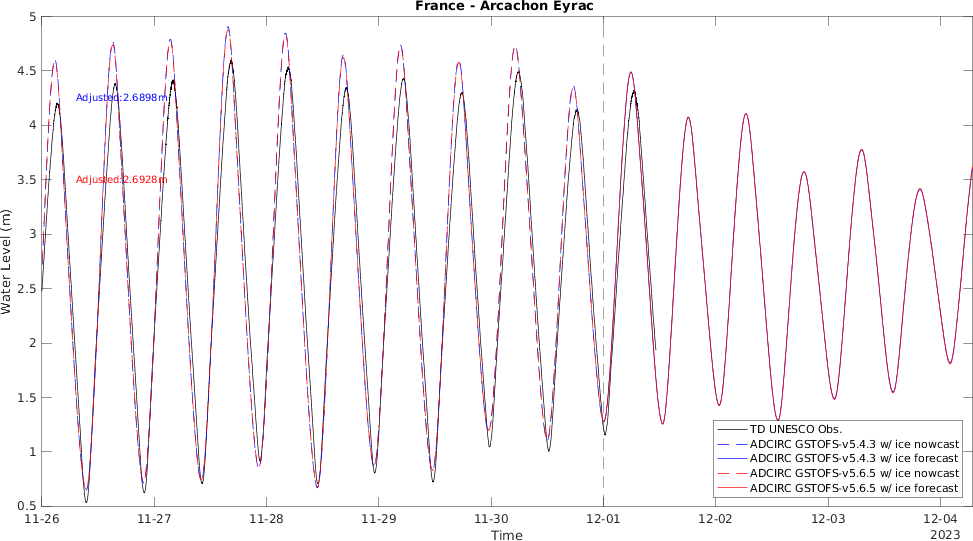 France - Arcachon Eyrac
5
4.5
4
3.5
3
2.5
2
1.5
1
0.5
Water Level (m)
Adjusted:2.6898m
Adjusted:2.6928m
TD UNESCO Obs.
ADCIRC GSTOFS-v5.4.3 w/ ice nowcast
ADCIRC GSTOFS-v5.4.3 w/ ice forecast
ADCIRC GSTOFS-v5.6.5 w/ ice nowcast
ADCIRC GSTOFS-v5.6.5 w/ ice forecast
11-26 11-27 11-28 11-29 11-30 12-01 12-02 12-03 12-04
Time
2023